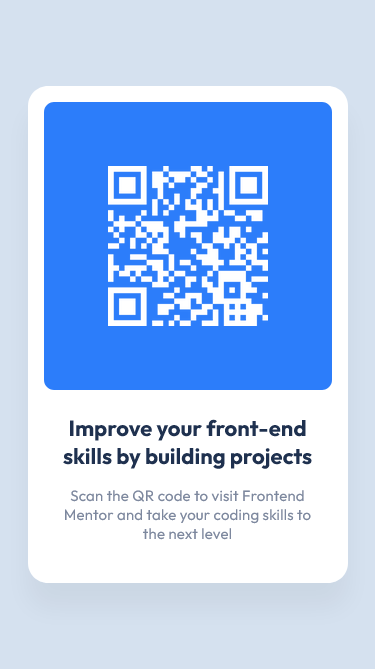 Improve your front-end
skills by building projects
Scan the QR code to visit Frontend
Mentor and take your coding skills to
the next level